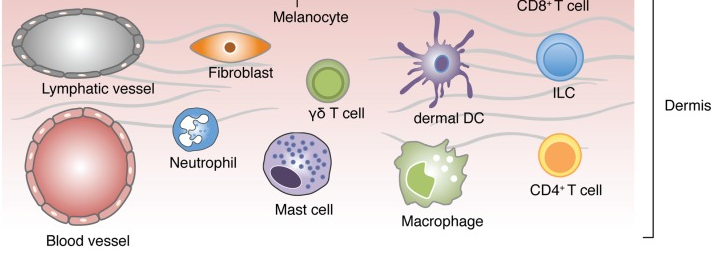 CD8⁺ T cell
Melanocyte
Fibroblast
Lymphatic vessel
ILC
Dermis
γδ T cell
dermal DC
Neutrophil
CD4⁺ T cell
Mast cell
Macrophage
Blood vessel